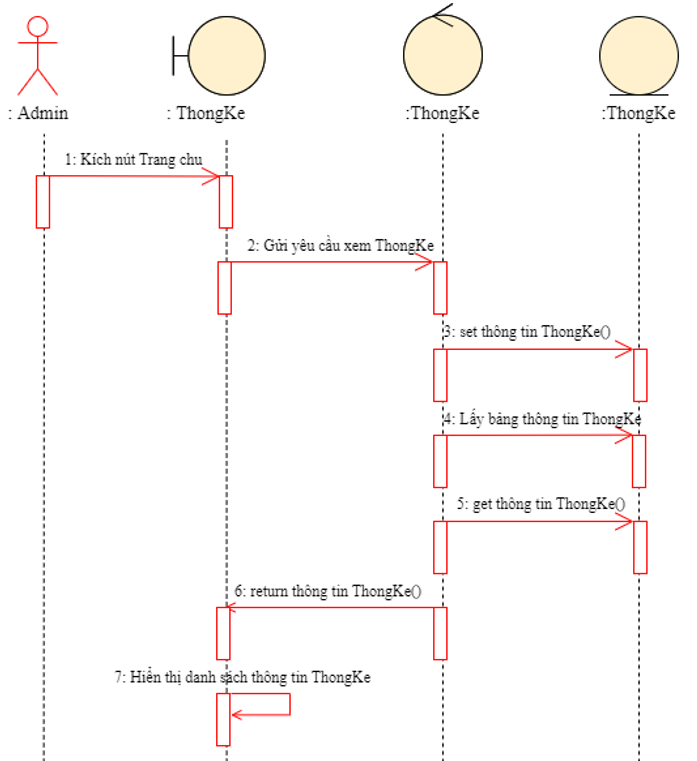 : Admin
: ThongKe
:ThongKe
:ThongKe
1: Kích nút Trang chu
2: Gửi yêu cầu xem ThongKe
3: set thông tin ThongKe()
4: Lấy bảng thông tin ThongKe
5: get thông tin ThongKe()
6: return thông tin ThongKe()
7: Hiển thị danh sách thông tin ThongKe